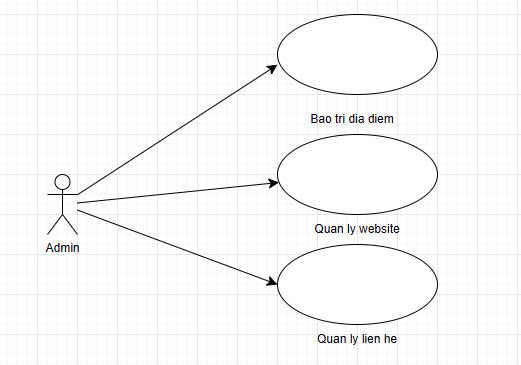 Bao tri dia diem
Quan ly website
Admin
Quan ly lien he